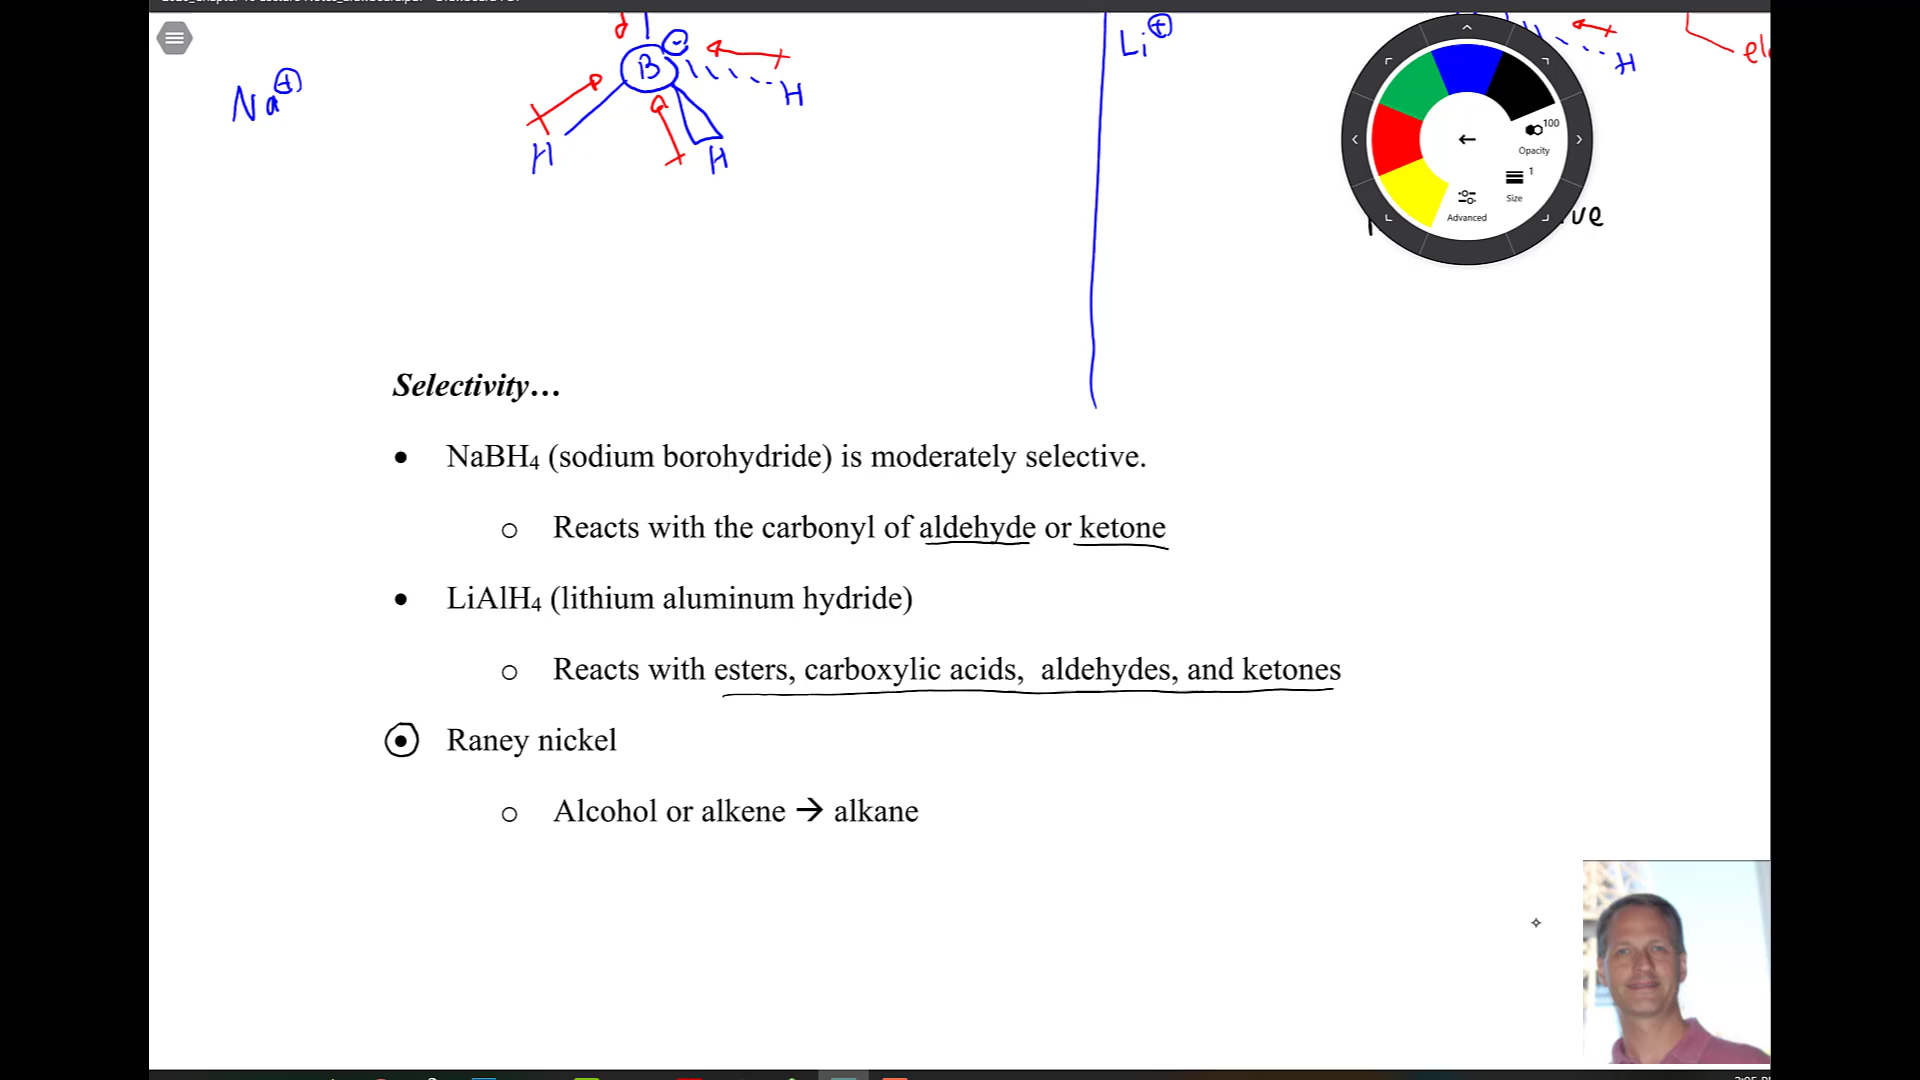 Na⊕
B ⊖
H
H
H
Li⊕
H
100
Opacity
1
Size
Advanced
Selectivity…
• NaBH₄ (sodium borohydride) is moderately selective.
o Reacts with the carbonyl of aldehyde or ketone
• LiAlH₄ (lithium aluminum hydride)
o Reacts with esters, carboxylic acids, aldehydes, and ketones
• Raney nickel
o Alcohol or alkene → alkane